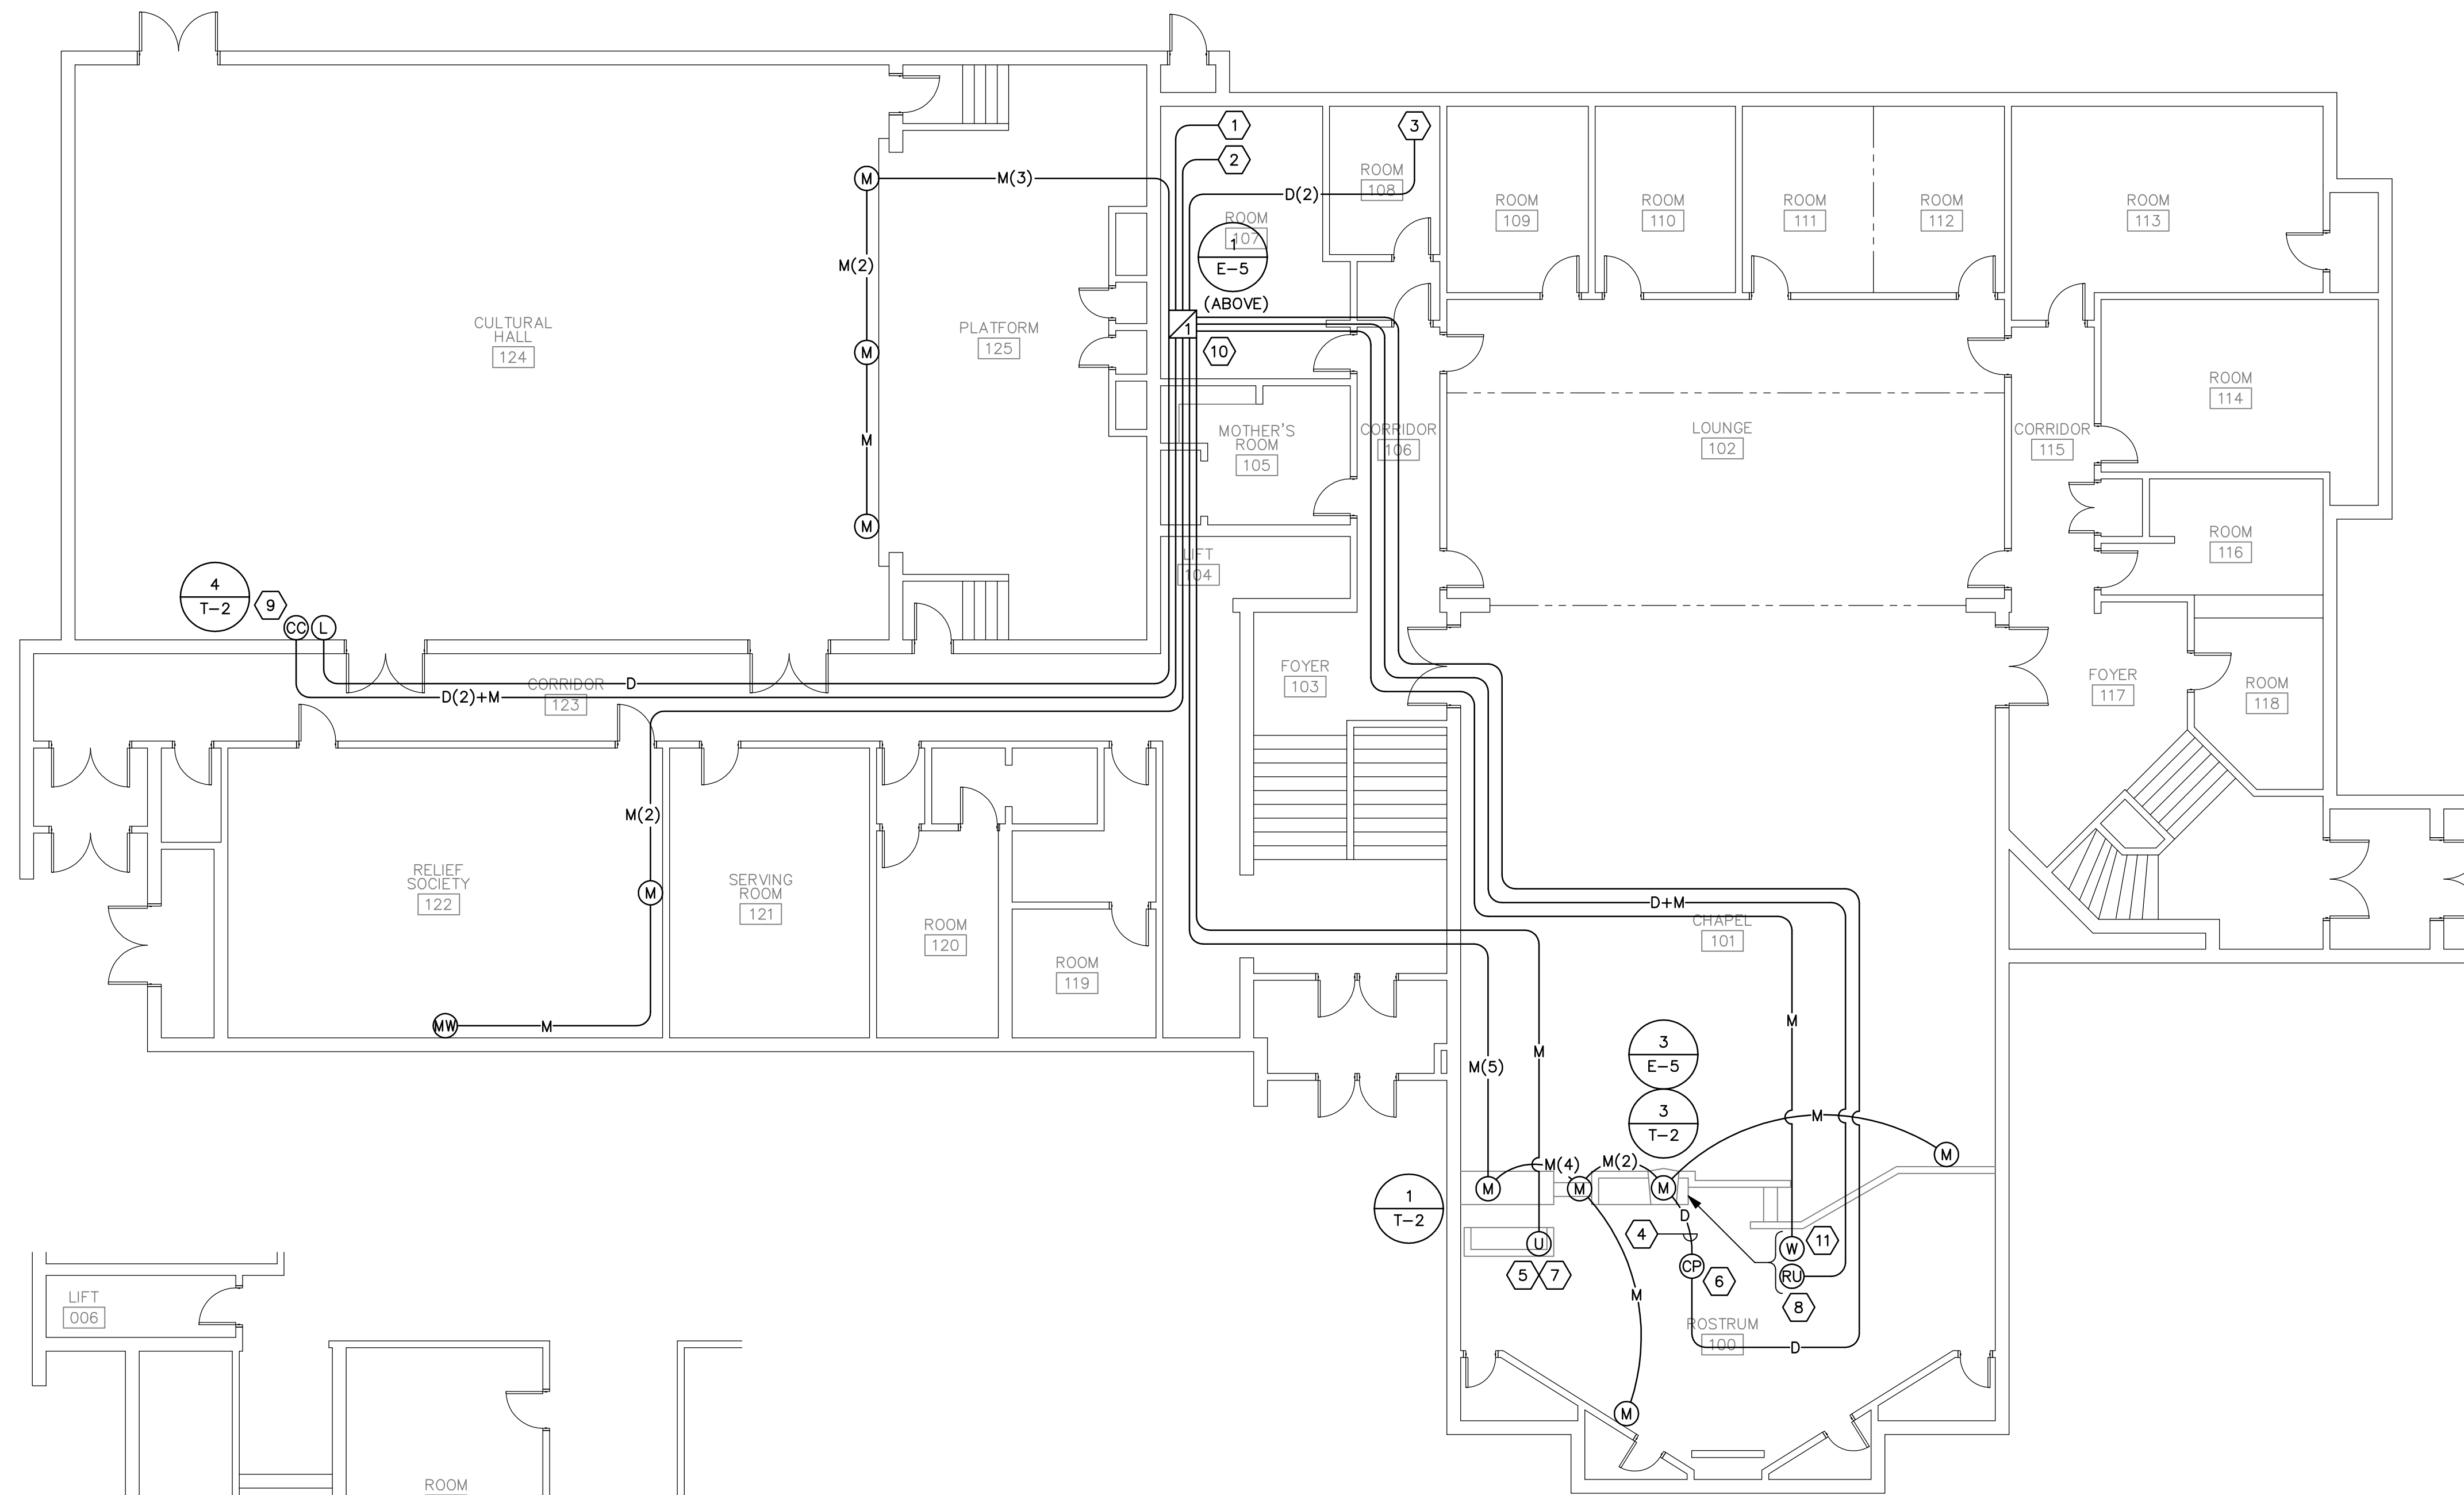 1
2
3
M
M(3)
ROOM
108
D(2)
ROOM
109
ROOM
110
ROOM
111
ROOM
112
ROOM
113
ROOM
107
1
E-5
(ABOVE)
M(2)
CULTURAL
HALL
124
PLATFORM
125
1
10
M
ROOM
114
MOTHER'S
ROOM
105
CORRIDOR
106
LOUNGE
102
CORRIDOR
115
M
M
ROOM
116
LIFT
104
4
T-2
9
CC
L
FOYER
103
FOYER
117
ROOM
118
D
CORRIDOR
123
D(2)+M
M(2)
RELIEF
SOCIETY
122
M
SERVING
ROOM
121
ROOM
120
ROOM
119
D+M
CHAPEL
101
MW
M
M
M
M(5)
3
E-5
3
T-2
M
M
M(4)
M(2)
M
M
M
1
T-2
D
4
U
W
11
CP
5
7
6
RU
8
M
LIFT
006
ROSTRUM
100
D
M
ROOM